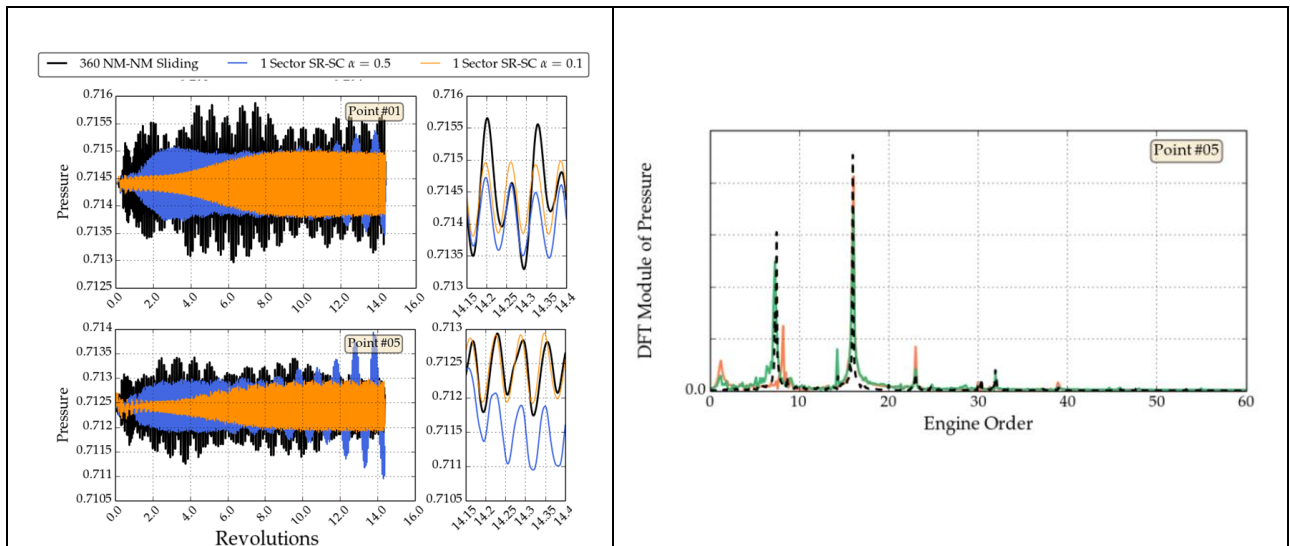 360 NM-NM Sliding 1 Sector SR-SC α = 0.5 1 Sector SR-SC α = 0.1
Point #01
Pressure
0.716
0.7155
0.715
0.7145
0.714
0.7135
0.713
0.7125
0.0 2.0 4.0 6.0 8.0 10.0 12.0 14.0 16.0
0.716
0.7155
0.715
0.7145
0.714
0.7135
0.713
14.15 14.2 14.25 14.3 14.35 14.4
Point #05
Pressure
0.714
0.7135
0.713
0.7125
0.712
0.7115
0.711
0.7105
0.0 2.0 4.0 6.0 8.0 10.0 12.0 14.0 16.0
Revolutions
0.713
0.7125
0.712
0.7115
0.711
0.7105
14.15 14.2 14.25 14.3 14.35 14.4
Point #05
DFT Module of Pressure
0.0
0 10 20 30 40 50 60
Engine Order